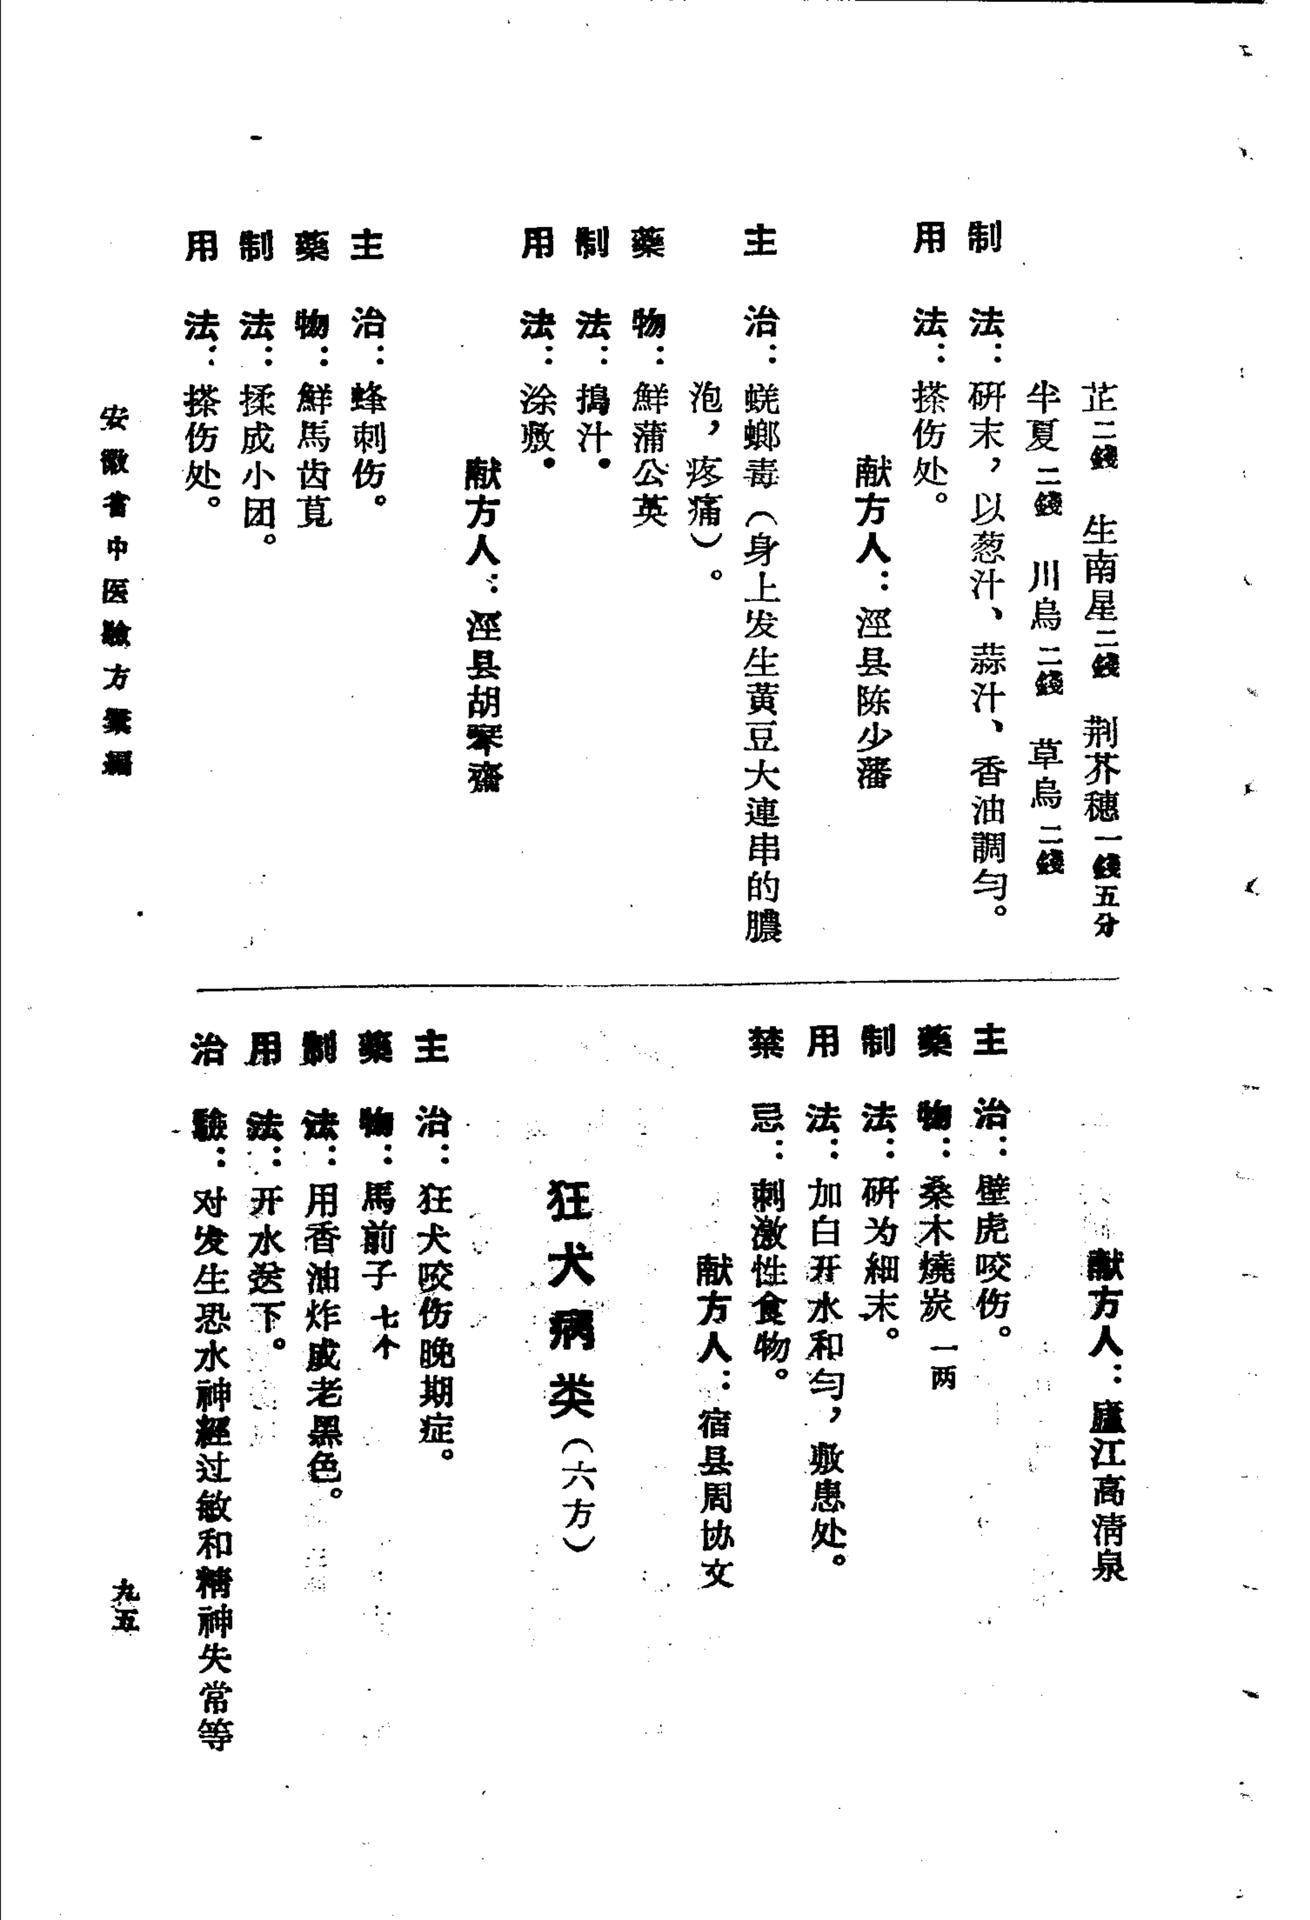 芷二錢　生南星二錢　荆芥穗一錢五分
半夏二錢　川烏二錢　草烏二錢
制　法：研末，以葱汁、蒜汁、香油調勻。
用　法：搽伤处。
献方人：涇县陈少藩
主　治：蜣螂毒（身上发生黃豆大連串的膿
泡，疼痛）。
藥　物：鮮蒲公英
制　法：搗汁。
用　法：涂敷。
献方人：涇县胡琴齋
主　治：蜂刺伤。
藥　物：鮮馬齿莧
制　法：揉成小团。
用　法：搽伤处。
献方人：廬江高清泉
主　治：壁虎咬伤。
藥　物：桑木燒炭一两
制　法：研为細末。
用　法：加白开水和勻，敷患处。
禁　忌：刺激性食物。
献方人：宿县周协文
狂犬病类（六方）
主　治：狂犬咬伤晚期症。
藥　物：馬前子七个
制　法：用香油炸成老黑色。
用　法：开水送下。
治　驗：对发生恐水神經过敏和精神失常等
安徽省中医驗方彙編
九五